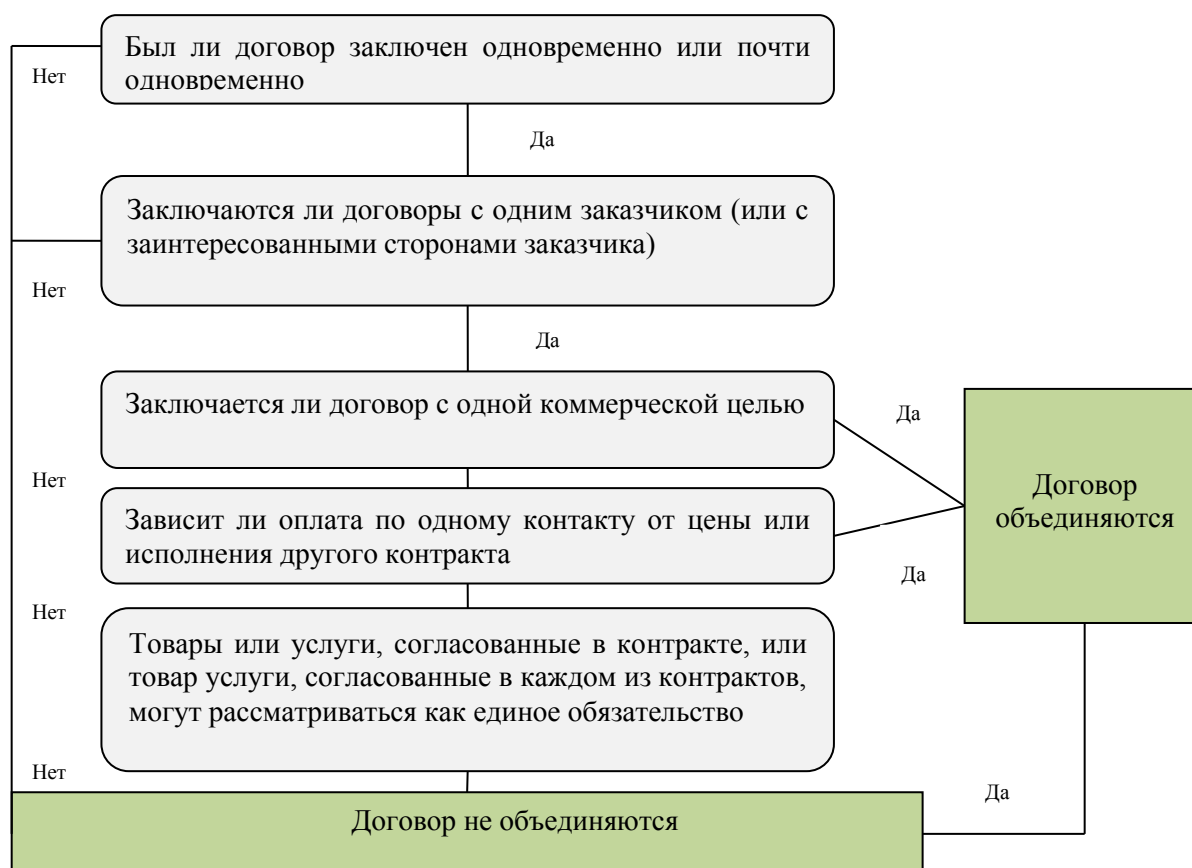 Был ли договор заключен одновременно или почти
одновременно
Нет
Да
Заключаются ли договоры с одним заказчиком (или с
заинтересованными сторонами заказчика)
Нет
Да
Заключается ли договор с одной коммерческой целью
Да
Нет
Договор
объединяются
Зависит ли оплата по одному контакту от цены или
исполнения другого контракта
Да
Нет
Товары или услуги, согласованные в контракте, или
товар услуги, согласованные в каждом из контрактов,
могут рассматриваться как единое обязательство
Нет
Да
Договор не объединяются